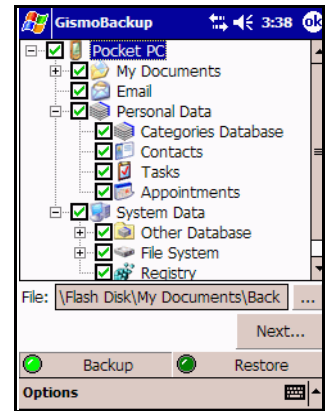 GismoBackup 3:38 ok
Pocket PC
My Documents
Email
Personal Data
Categories Database
Contacts
Tasks
Appointments
System Data
Other Database
File System
Registry
File: \Flash Disk\My Documents\Back ...
Next...
Backup Restore
Options